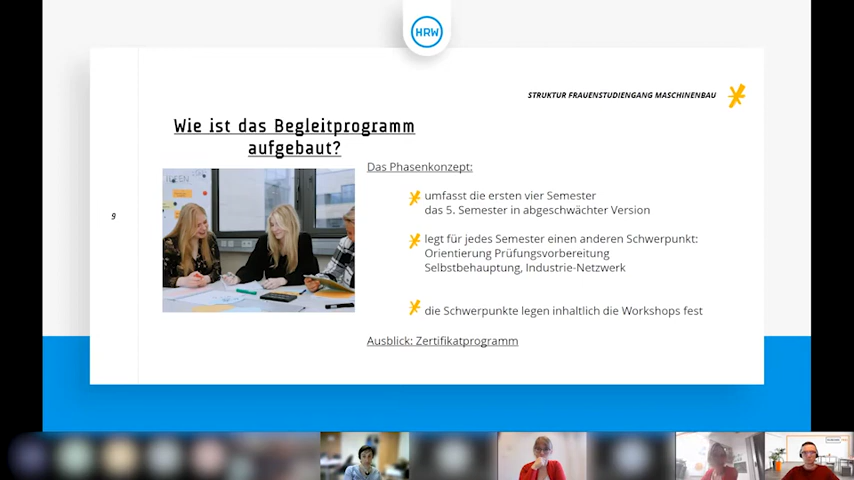 HRW
STRUKTUR FRAUENSTUDIENGANG MASCHINENBAU
Wie ist das Begleitprogramm
aufgebaut?
Das Phasenkonzept:
umfasst die ersten vier Semester
das 5. Semester in abgeschwächter Version
9
legt für jedes Semester einen anderen Schwerpunkt:
Orientierung Prüfungsvorbereitung
Selbstbehauptung, Industrie-Netzwerk
die Schwerpunkte legen inhaltlich die Workshops fest
Ausblick: Zertifikatprogramm